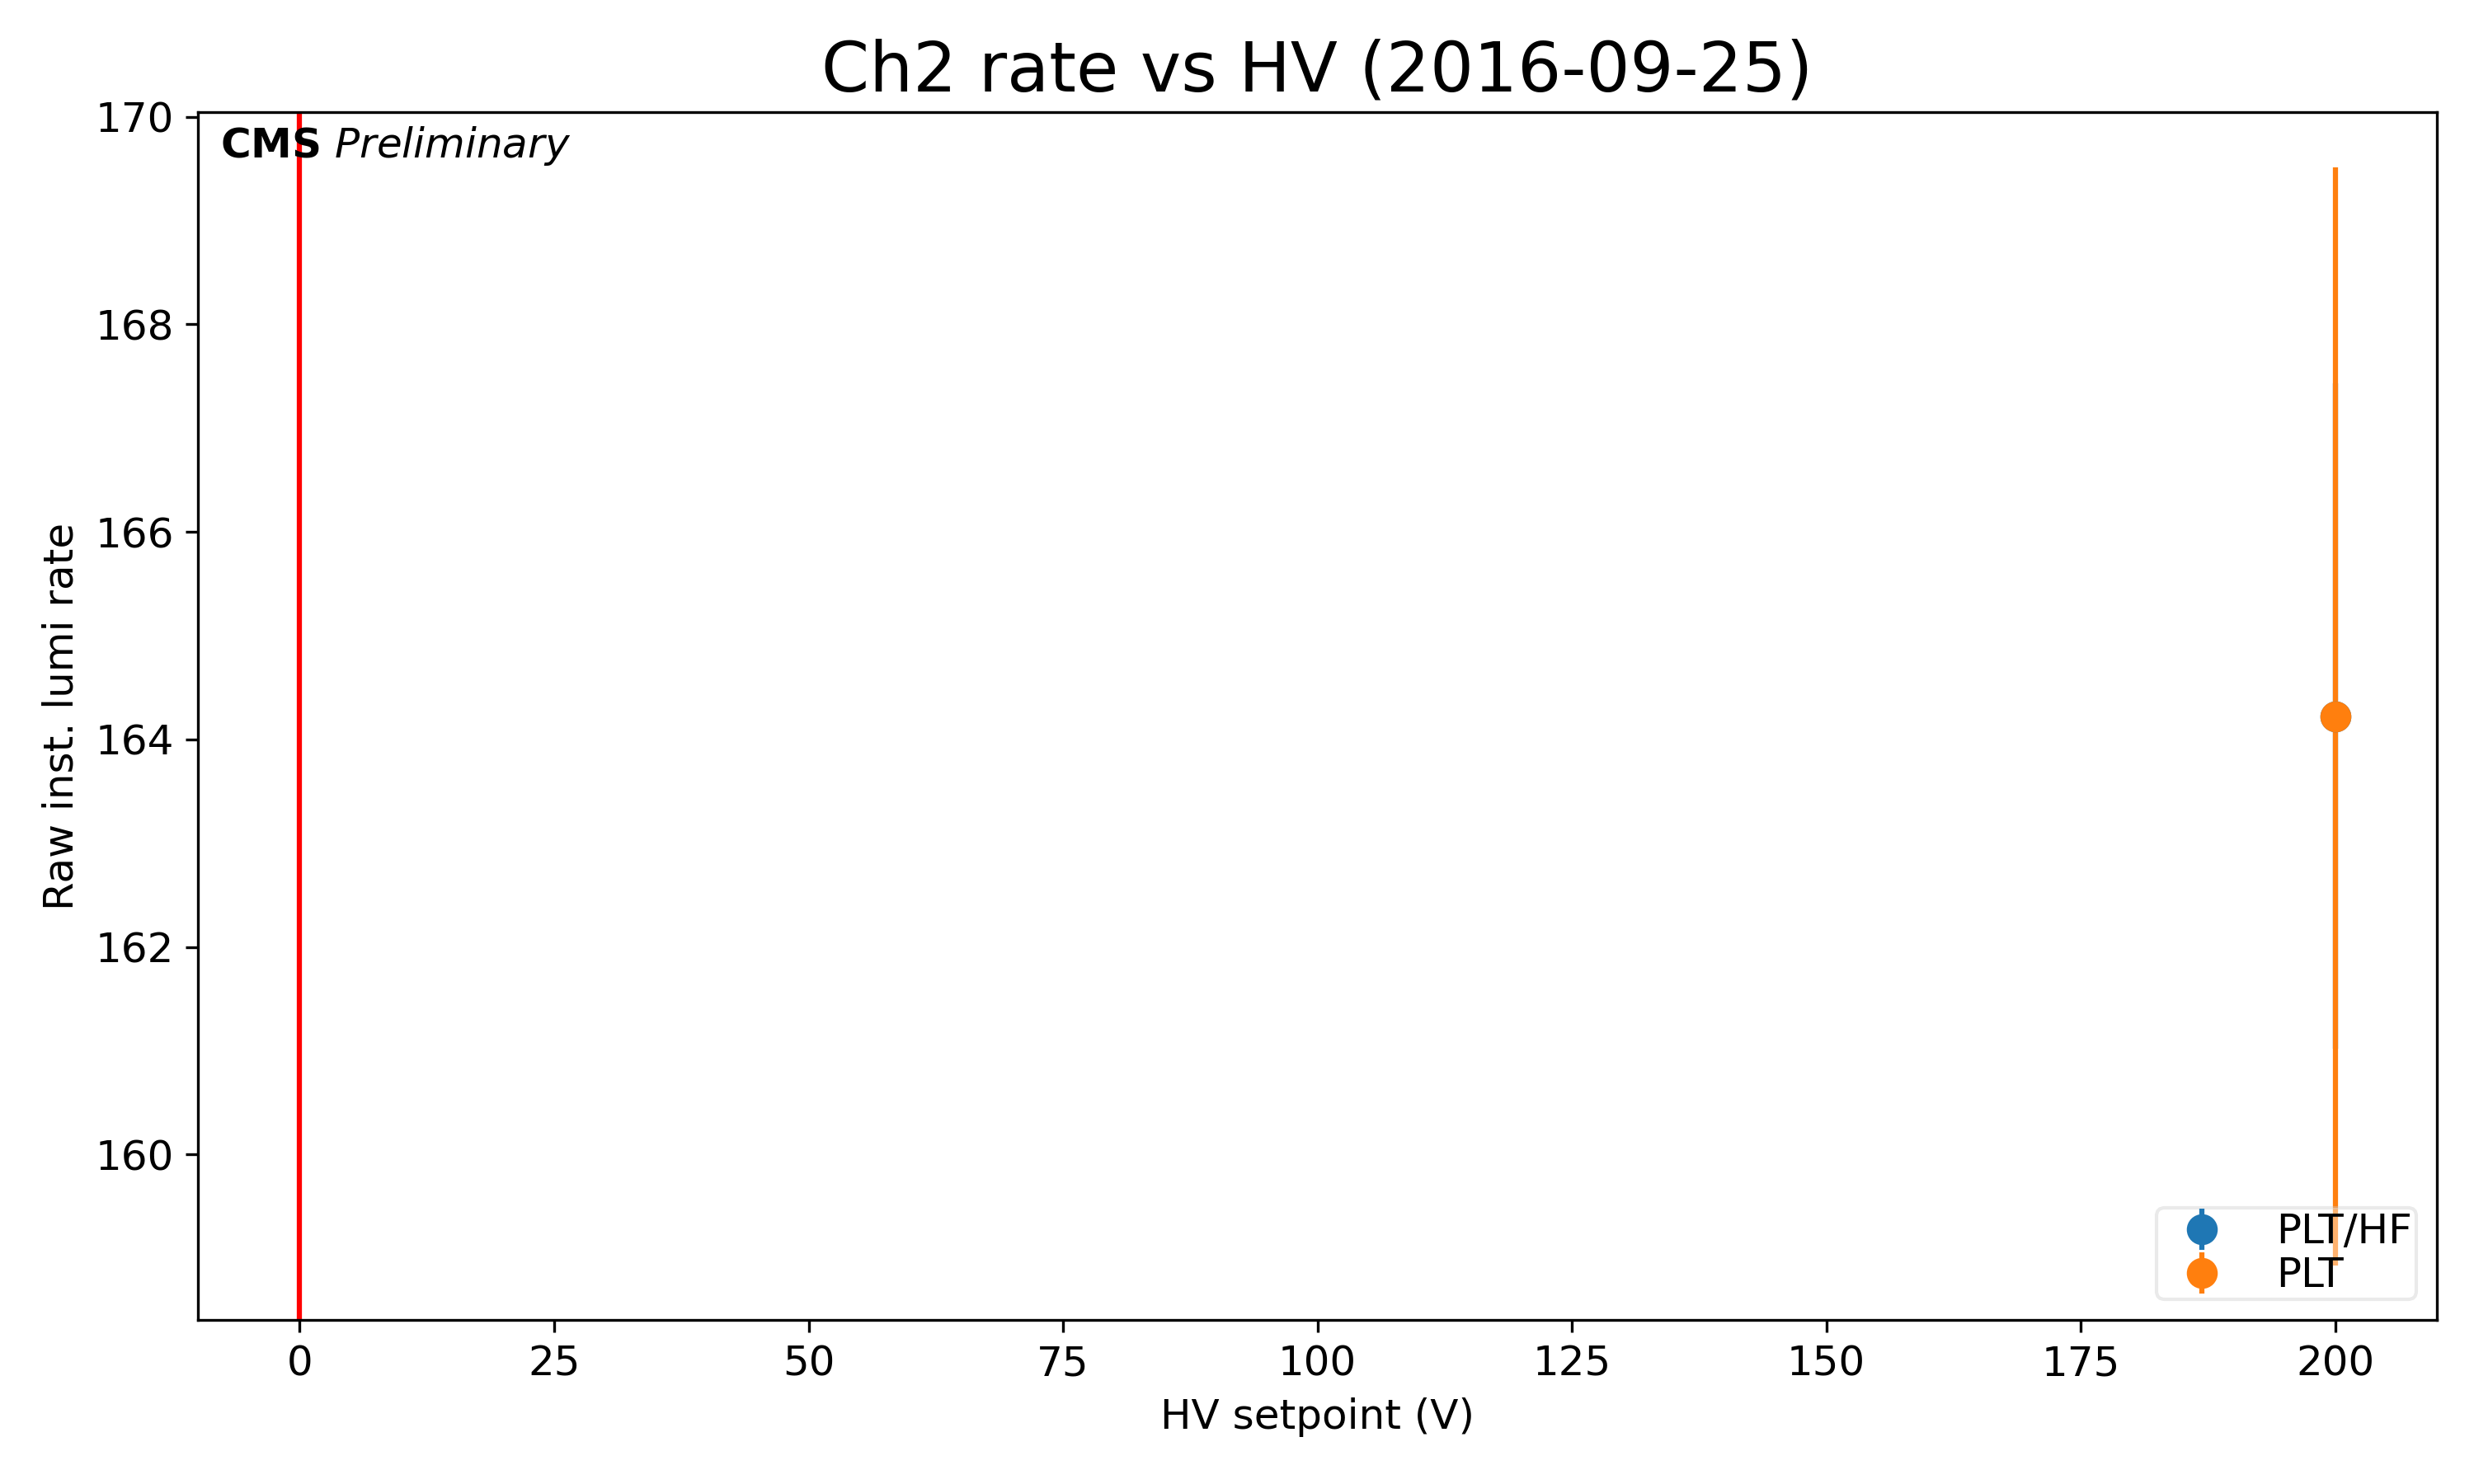 Ch2 rate vs HV (2016-09-25)
CMS Preliminary
170
168
166
164
162
160
Raw inst. lumi rate
PLT/HF
PLT
0 25 50 75 100 125 150 175 200
HV setpoint (V)